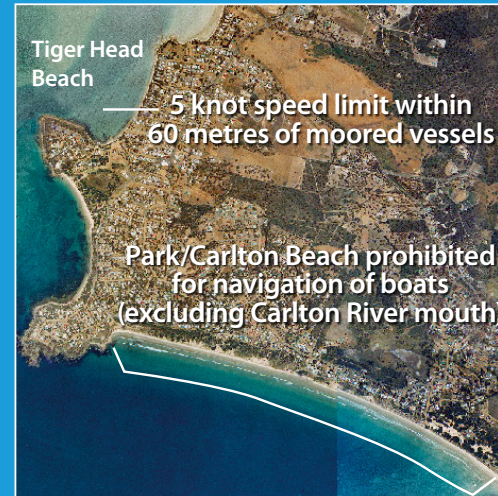 Tiger Head
Beach
5 knot speed limit within
60 metres of moored vessels
Park/Carlton Beach prohibited
for navigation of boats
(excluding Carlton River mouth